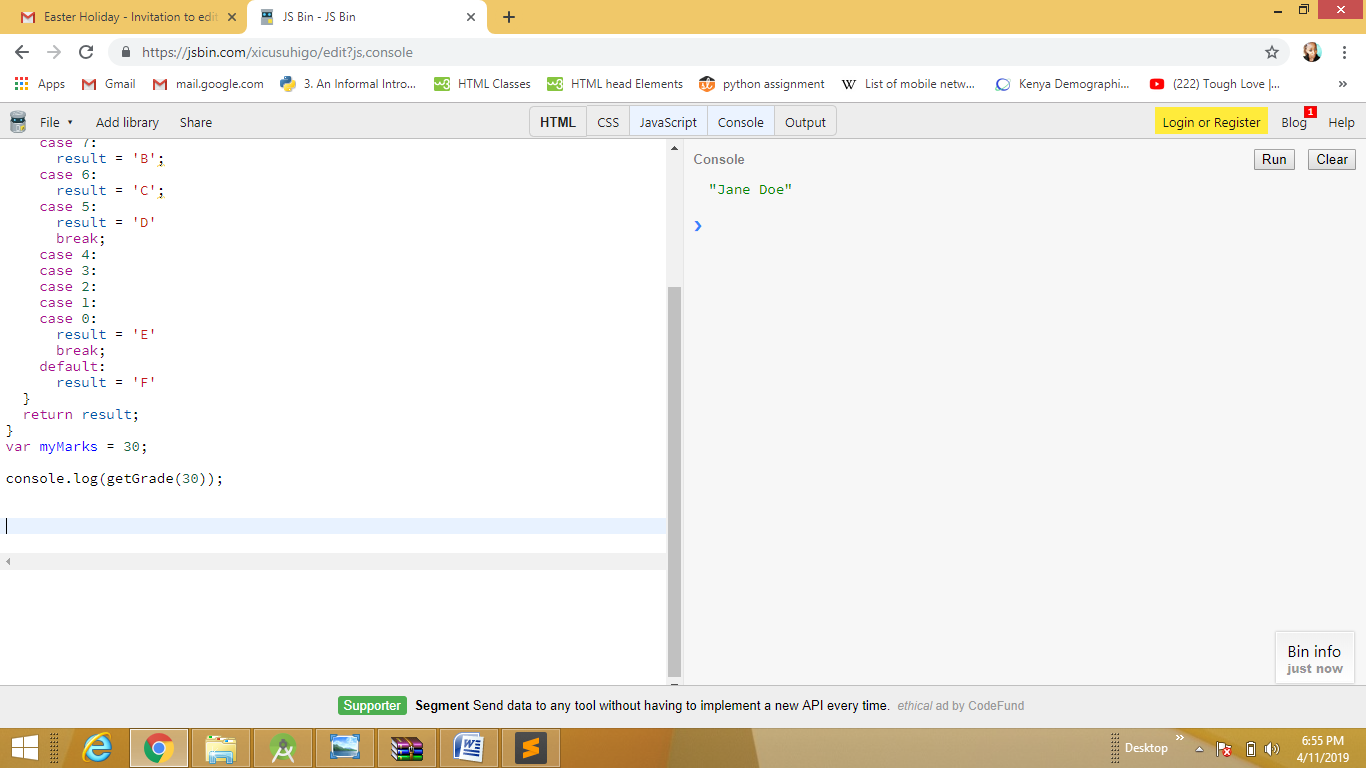 Easter Holiday - Invitation to edi
JS Bin - JS Bin
https://jsbin.com/xicusuhigo/edit?js,console
Apps
Gmail
mail.google.com
3. An Informal Intro...
HTML Classes
HTML head Elements
python assignment
W List of mobile netw...
Kenya Demographi...
(222) Tough Love |...
»
File
Add library
Share
HTML
CSS
JavaScript
Console
Output
Login or Register
Blog
1
Help
case 7:
result = 'B';
case 6:
result = 'C';
case 5:
result = 'D'
break;
case 4:
case 3:
case 2:
case 1:
case 0:
result = 'E'
break;
default:
result = 'F'
}
return result;
}
var myMarks = 30;
console.log(getGrade(30));
Console
Run
Clear
"Jane Doe"
Bin info
just now
Supporter Segment Send data to any tool without having to implement a new API every time. ethical ad by CodeFund
Desktop
»
6:55 PM
4/11/2019